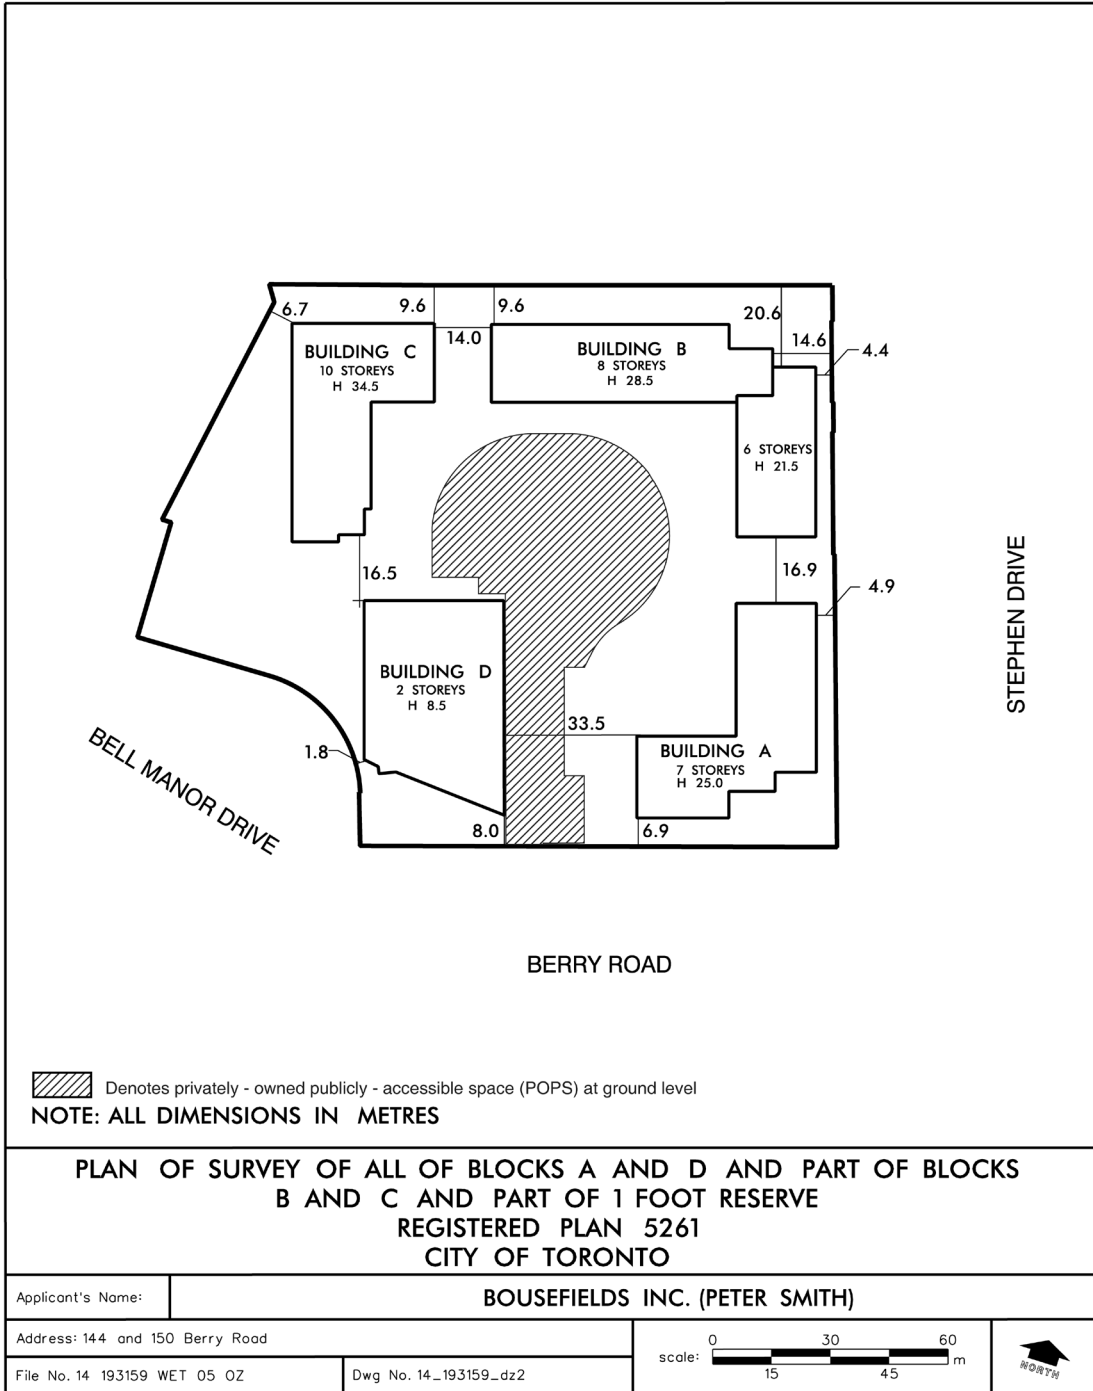 6.7
9.6
9.6
20.6
14.0
14.6
4.4
BUILDING C
10 STOREYS
H 34.5
BUILDING B
8 STOREYS
H 28.5
6 STOREYS
H 21.5
16.5
16.9
4.9
STEPHEN DRIVE
BUILDING D
2 STOREYS
H 8.5
33.5
BUILDING A
7 STOREYS
H 25.0
1.8
BELL MANOR DRIVE
8.0
6.9
BERRY ROAD
Denotes privately - owned publicly - accessible space (POPS) at ground level
NOTE: ALL DIMENSIONS IN METRES
PLAN OF SURVEY OF ALL OF BLOCKS A AND D AND PART OF BLOCKS
B AND C AND PART OF 1 FOOT RESERVE
REGISTERED PLAN 5261
CITY OF TORONTO
Applicant's Name:
BOUSEFIELDS INC. (PETER SMITH)
Address: 144 and 150 Berry Road
File No. 14 193159 WET 05 OZ
Dwg No. 14_193159_dz2
0 30 60
scale: m
15 45
NORTH